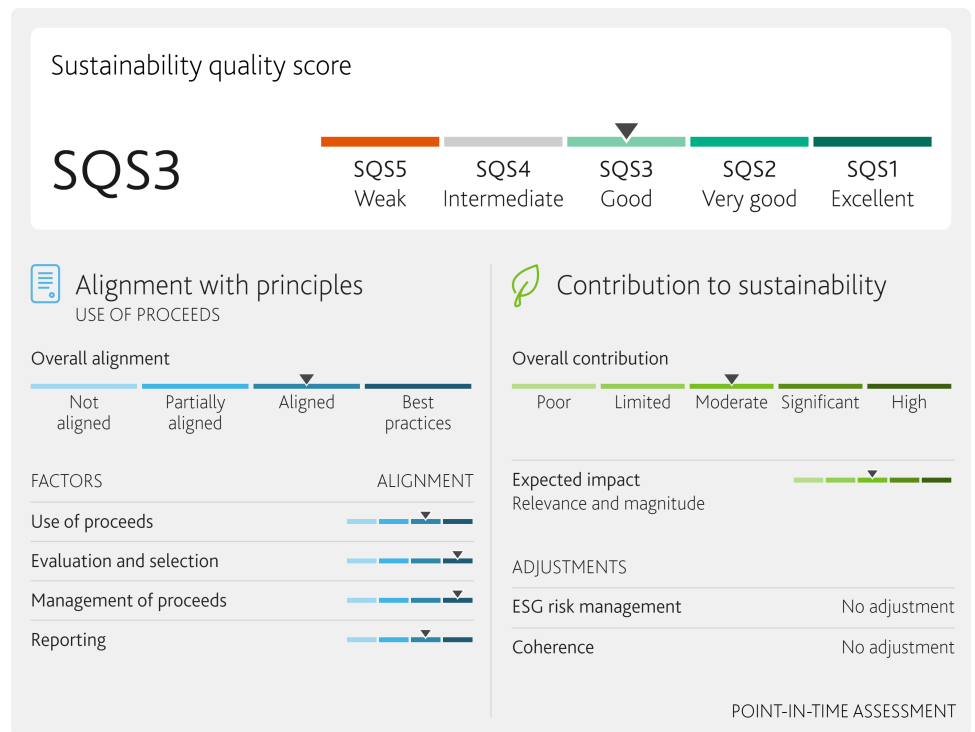 Sustainability quality score
SQS3
SQS5 SQS4 SQS3 SQS2 SQS1
Weak Intermediate Good Very good Excellent
Alignment with principles
USE OF PROCEEDS
Overall alignment
Not aligned
Partially aligned
Aligned
Best practices
FACTORS ALIGNMENT
Use of proceeds
Evaluation and selection
Management of proceeds
Reporting
Contribution to sustainability
Overall contribution
Poor Limited Moderate Significant High
Expected impact
Relevance and magnitude
ADJUSTMENTS
ESG risk management No adjustment
Coherence No adjustment
POINT-IN-TIME ASSESSMENT